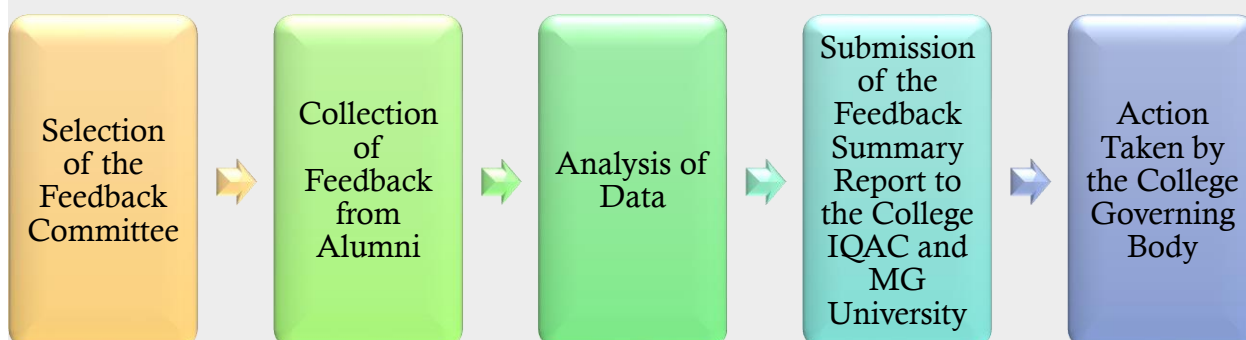 Selection
of the
Feedback
Committee
Collection
of
Feedback
from
Alumni
Analysis of
Data
Submission
of the
Feedback
Summary
Report to
the College
IQAC and
MG
University
Action
Taken by
the College
Governing
Body